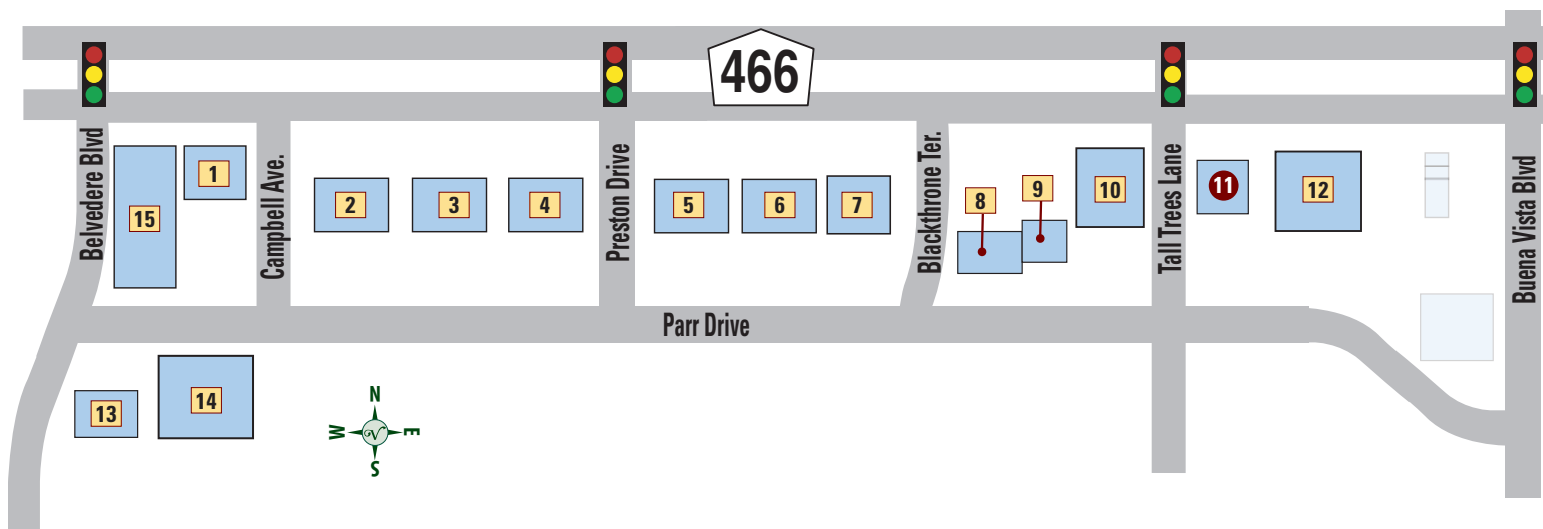 466
Belvedere Blvd
Campbell Ave.
Preston Drive
Blackthrone Ter.
Tall Trees Lane
Buena Vista Blvd
1
15
2
3
4
5
6
7
8
9
10
11
12
Parr Drive
13
14
N
W
V
E
S